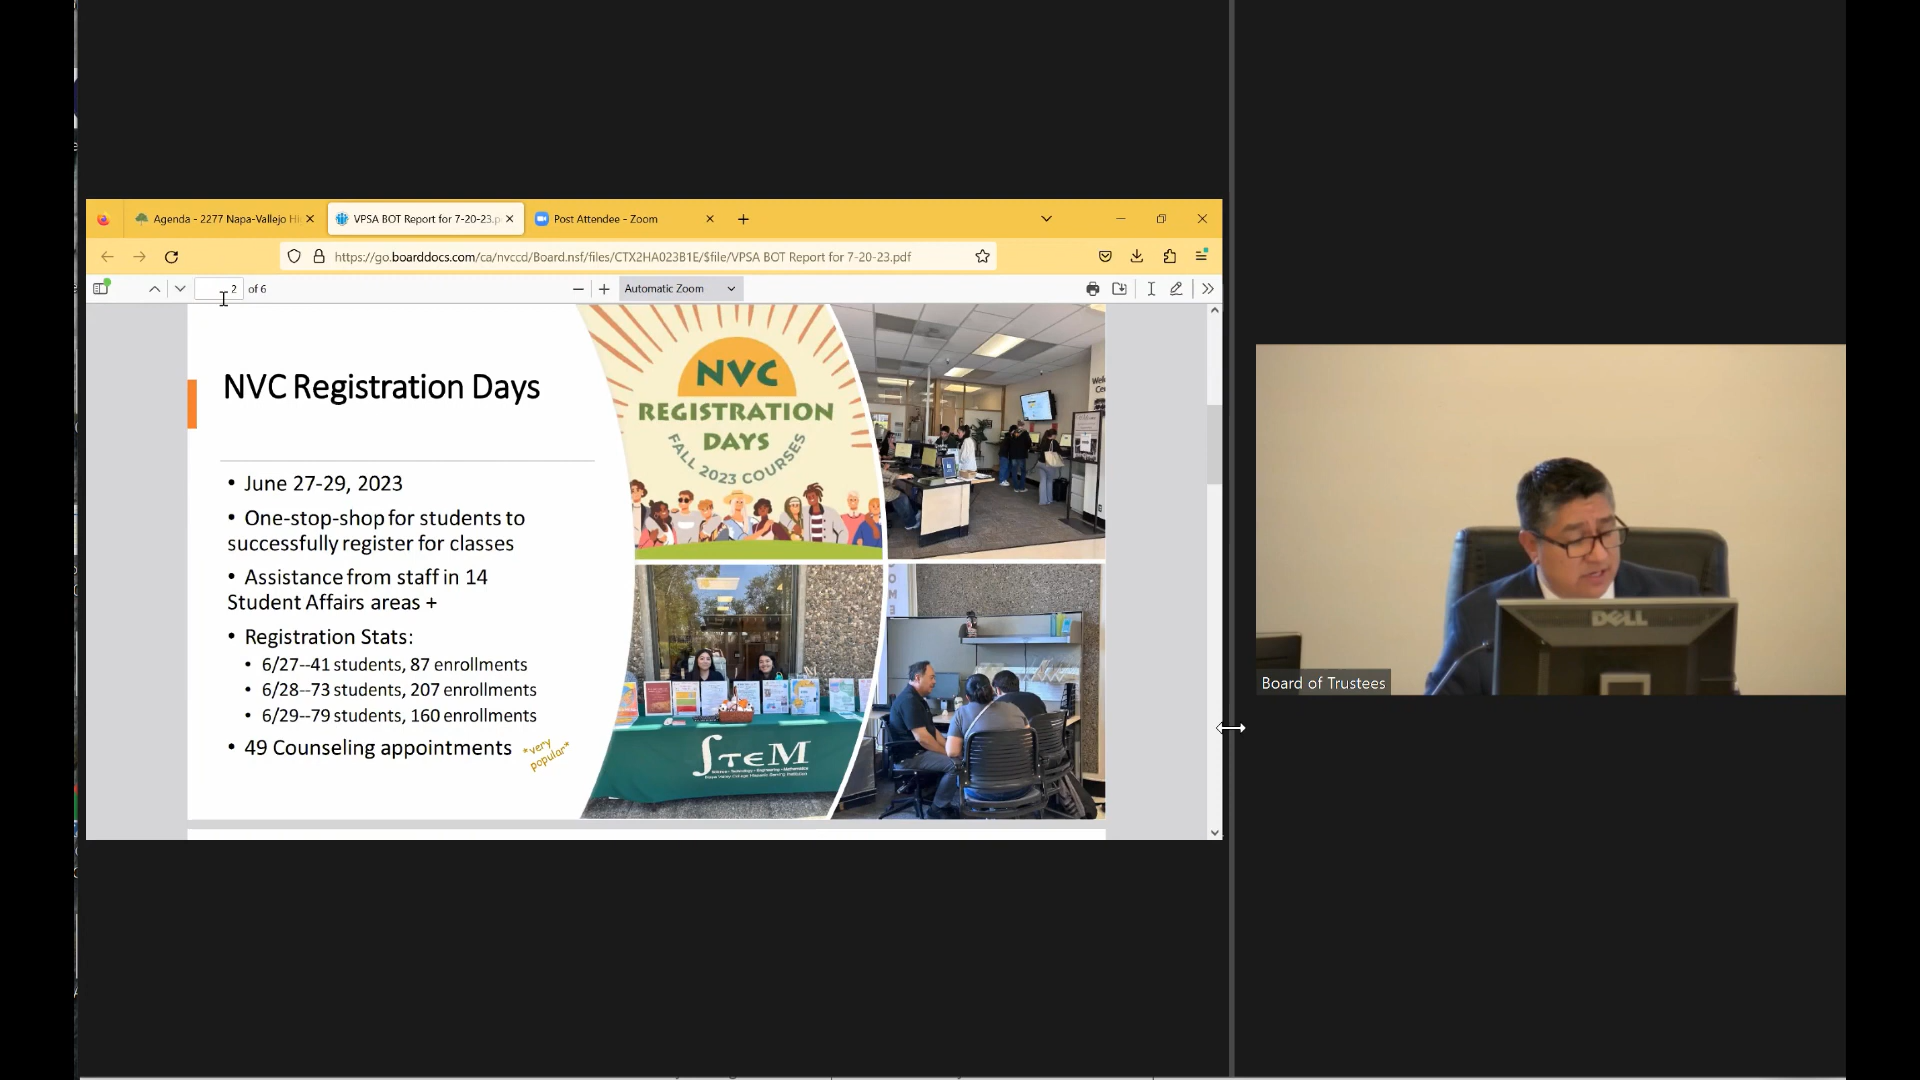 Agenda - 2277 Napa-Vallejo Hi
VPSA BOT Report for 7-20-23.p
Post Attendee - Zoom
https://go.boarddocs.com/ca/nvccd/Board.nsf/files/CTX2HA023B1E/$file/VPSA BOT Report for 7-20-23.pdf
2 of 6
Automatic Zoom
NVC Registration Days
• June 27-29, 2023
• One-stop-shop for students to
successfully register for classes
• Assistance from staff in 14
Student Affairs areas +
• Registration Stats:
• 6/27--41 students, 87 enrollments
• 6/28--73 students, 207 enrollments
• 6/29--79 students, 160 enrollments
• 49 Counseling appointments
*very
popular*
NVC
REGISTRATION
DAYS
FALL 2023 COURSES
STEM
DELL
Board of Trustees